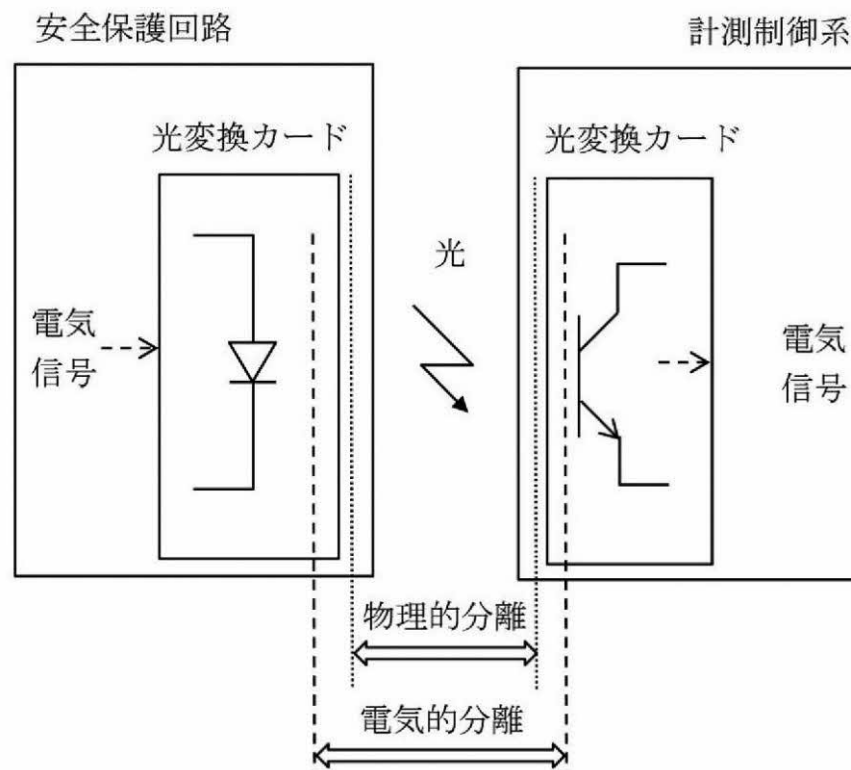 安全保護回路
計測制御系
光変換カード
光変換カード
光
電気
信号
電気
信号
物理的分離
電気的分離